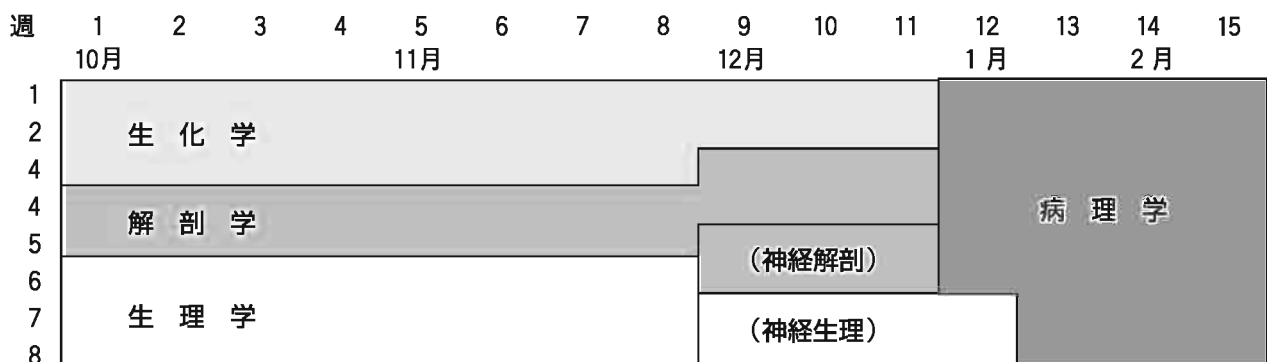 週 1 2 3 4 5 6 7 8 9 10 11 12 13 14 15
10月 11月 12月 1月 2月
1
2 生化学
4
4 解剖学 病理学
5 (神経解剖)
6
7 生理学 (神経生理)
8